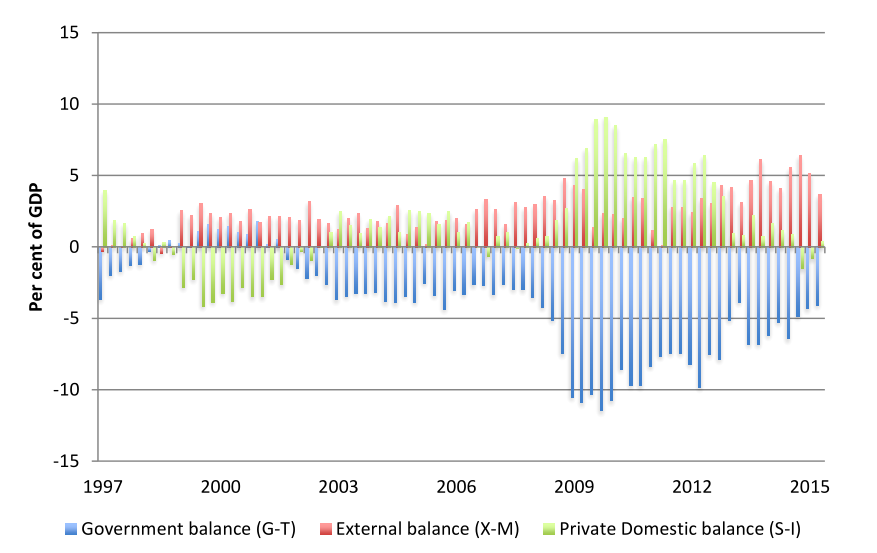 Per cent of GDP
15
10
5
0
-5
-10
-15
1997 2000 2003 2006 2009 2012 2015
Government balance (G-T) External balance (X-M) Private Domestic balance (S-I)